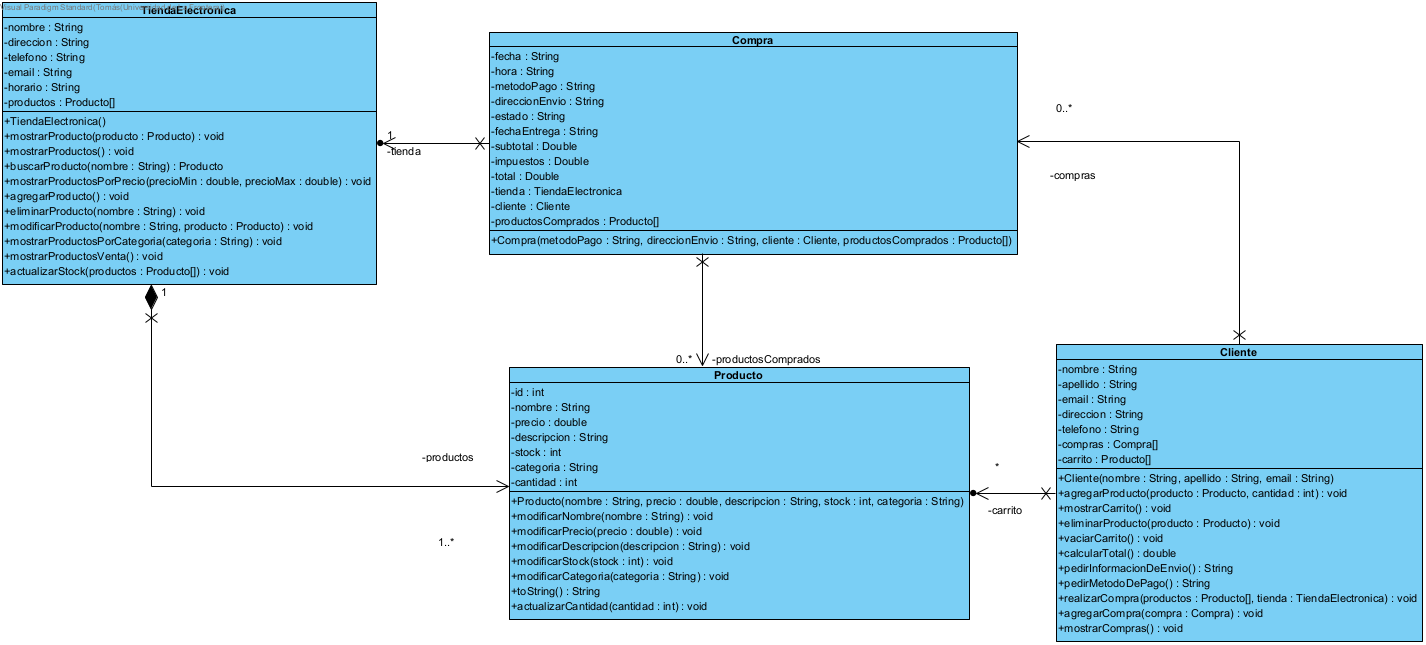 Visual Paradigm Standard(Tomás(Universidad
TiendaElectronica
-nombre : String
-direccion : String
-telefono : String
-email : String
-horario : String
-productos : Producto[]
+TiendaElectronica()
+mostrarProducto(producto : Producto) : void
+mostrarProductos() : void
+buscarProducto(nombre : String) : Producto
+mostrarProductosPorPrecio(precioMin : double, precioMax : double) : void
+agregarProducto() : void
+eliminarProducto(nombre : String) : void
+modificarProducto(nombre : String, producto : Producto) : void
+mostrarProductosPorCategoria(categoria : String) : void
+mostrarProductosVenta() : void
+actualizarStock(productos : Producto[]) : void
1
-tienda
Compra
-fecha : String
-hora : String
-metodoPago : String
-direccionEnvio : String
-estado : String
-fechaEntrega : String
-subtotal : Double
-impuestos : Double
-total : Double
-tienda : TiendaElectronica
-cliente : Cliente
-productosComprados : Producto[]
+Compra(metodoPago : String, direccionEnvio : String, cliente : Cliente, productosComprados : Producto[])
0..*
-compras
1
-productos
1..*
0..*
-productosComprados
Producto
-id : int
-nombre : String
-precio : double
-descripcion : String
-stock : int
-categoria : String
-cantidad : int
+Producto(nombre : String, precio : double, descripcion : String, stock : int, categoria : String)
+modificarNombre(nombre : String) : void
+modificarPrecio(precio : double) : void
+modificarDescripcion(descripcion : String) : void
+modificarStock(stock : int) : void
+modificarCategoria(categoria : String) : void
+toString() : String
+actualizarCantidad(cantidad : int) : void
*
-carrito
Cliente
-nombre : String
-apellido : String
-email : String
-direccion : String
-telefono : String
-compras : Compra[]
-carrito : Producto[]
+Cliente(nombre : String, apellido : String, email : String)
+agregarProducto(producto : Producto, cantidad : int) : void
+mostrarCarrito() : void
+eliminarProducto(producto : Producto) : void
+vaciarCarrito() : void
+calcularTotal() : double
+pedirInformacionDeEnvio() : String
+pedirMetodoDePago() : String
+realizarCompra(productos : Producto[], tienda : TiendaElectronica) : void
+agregarCompra(compra : Compra) : void
+mostrarCompras() : void